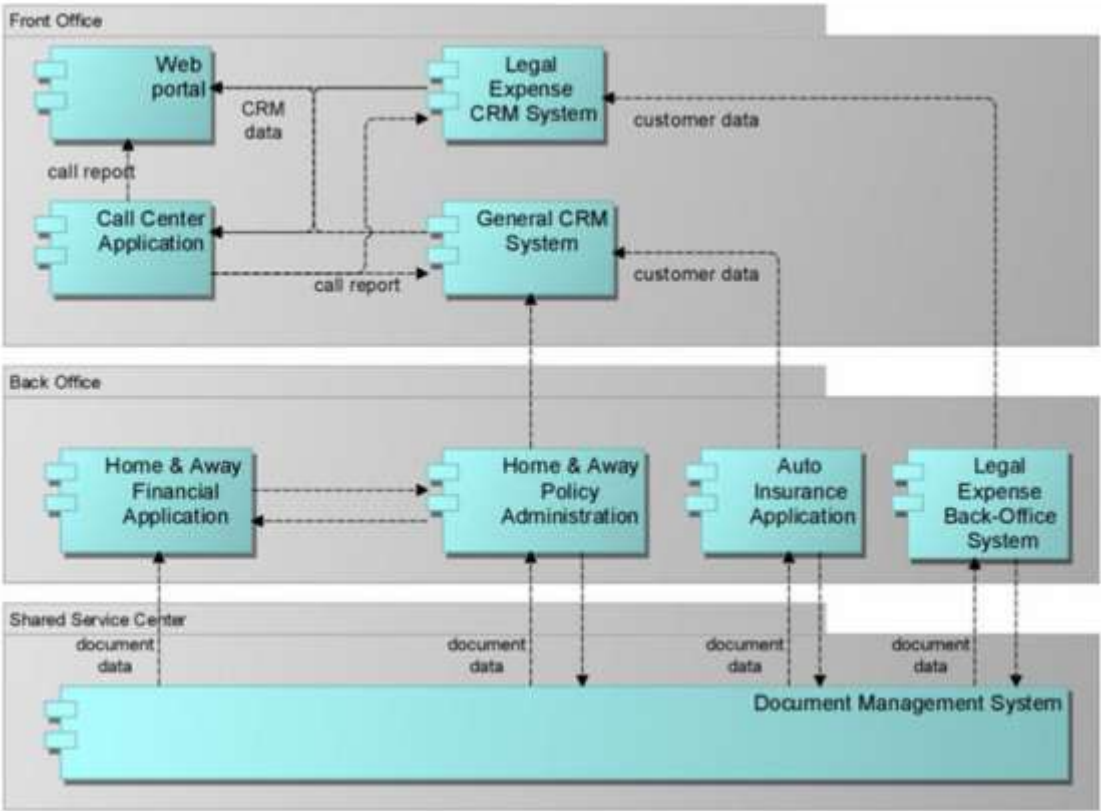 Front Office
Web
portal
Legal
Expense
CRM System
CRM
data
customer data
call report
Call Center
Application
General CRM
System
call report
customer data
Back Office
Home & Away
Financial
Application
Home & Away
Policy
Administration
Auto
Insurance
Application
Legal
Expense
Back-Office
System
Shared Service Center
document
data
document
data
document
data
document
data
Document Management System